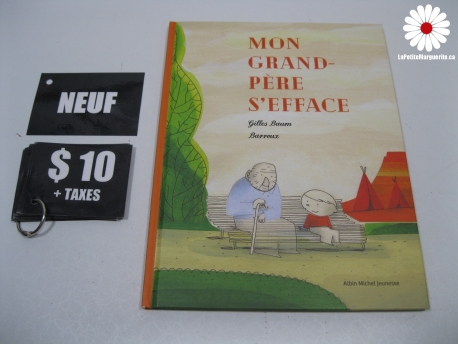 LaPetiteMarguerite.ca
NEUF
$ 10
+ TAXES
MON
GRAND-
PÈRE
S'EFFACE
Gilles Baum
Barroux
Albin Michel Jeunesse